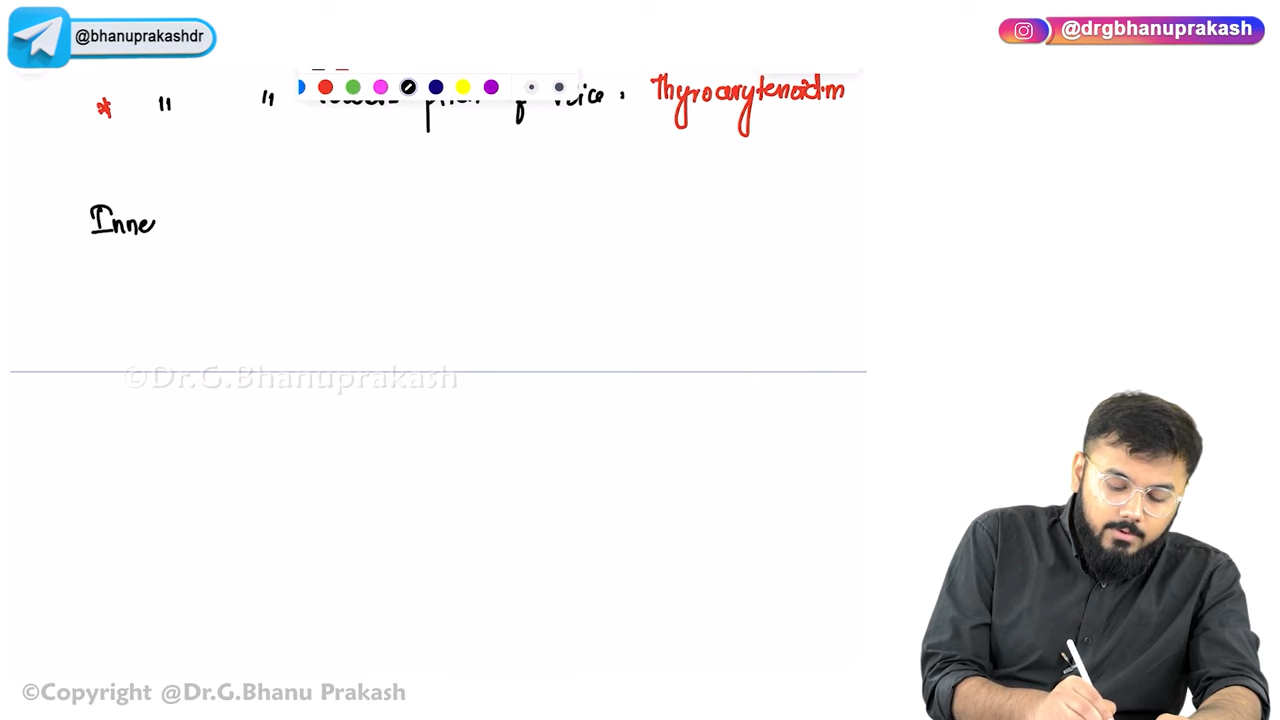 @bhanuprakashdr
@drgbhanuprakash
* " " pitch of voice : Thyroarytenoid.m
Inne
©Dr.G.Bhanuprakash
©Copyright @Dr.G.Bhanu Prakash